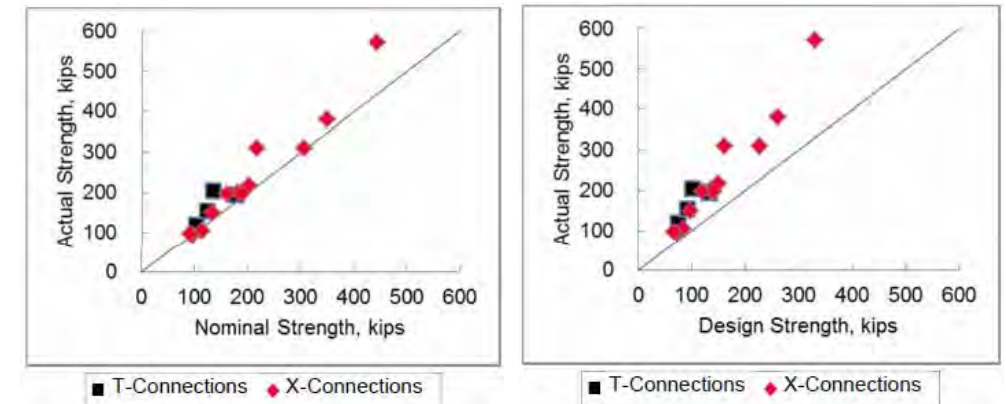 600
500
400
300
200
100
0
Actual Strength, kips
0 100 200 300 400 500 600
Nominal Strength, kips
T-Connections X-Connections
600
500
400
300
200
100
0
Actual Strength, kips
0 100 200 300 400 500 600
Design Strength, kips
T-Connections X-Connections